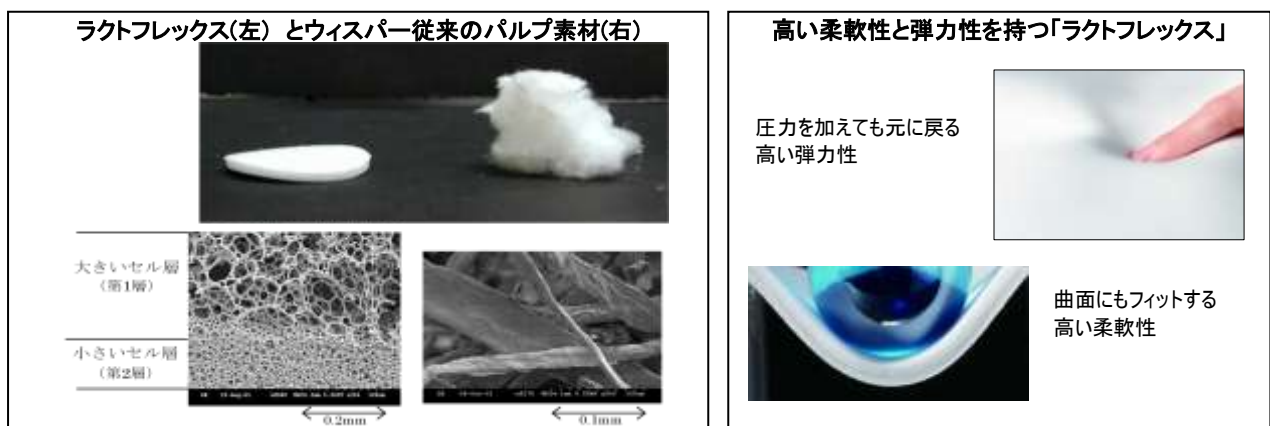 ラクトフレックス(左) とウィスパー従来のパルプ素材(右)
大きいセル層
(第1層)
小さいセル層
(第2層)
0.2mm
0.1mm
高い柔軟性と弾力性を持つ「ラクトフレックス」
圧力を加えても元に戻る
高い弾力性
曲面にもフィットする
高い柔軟性